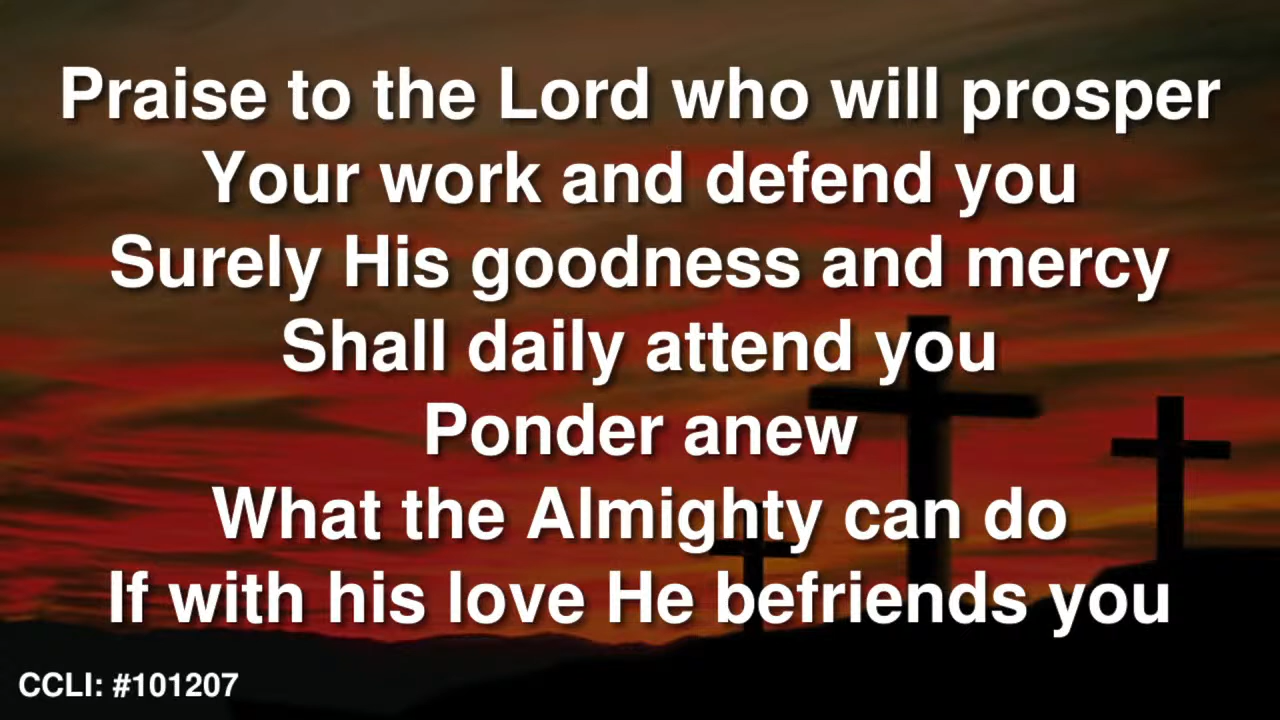 Praise to the Lord who will prosper
Your work and defend you
Surely His goodness and mercy
Shall daily attend you
Ponder anew
What the Almighty can do
If with his love He befriends you
CCLI: #101207